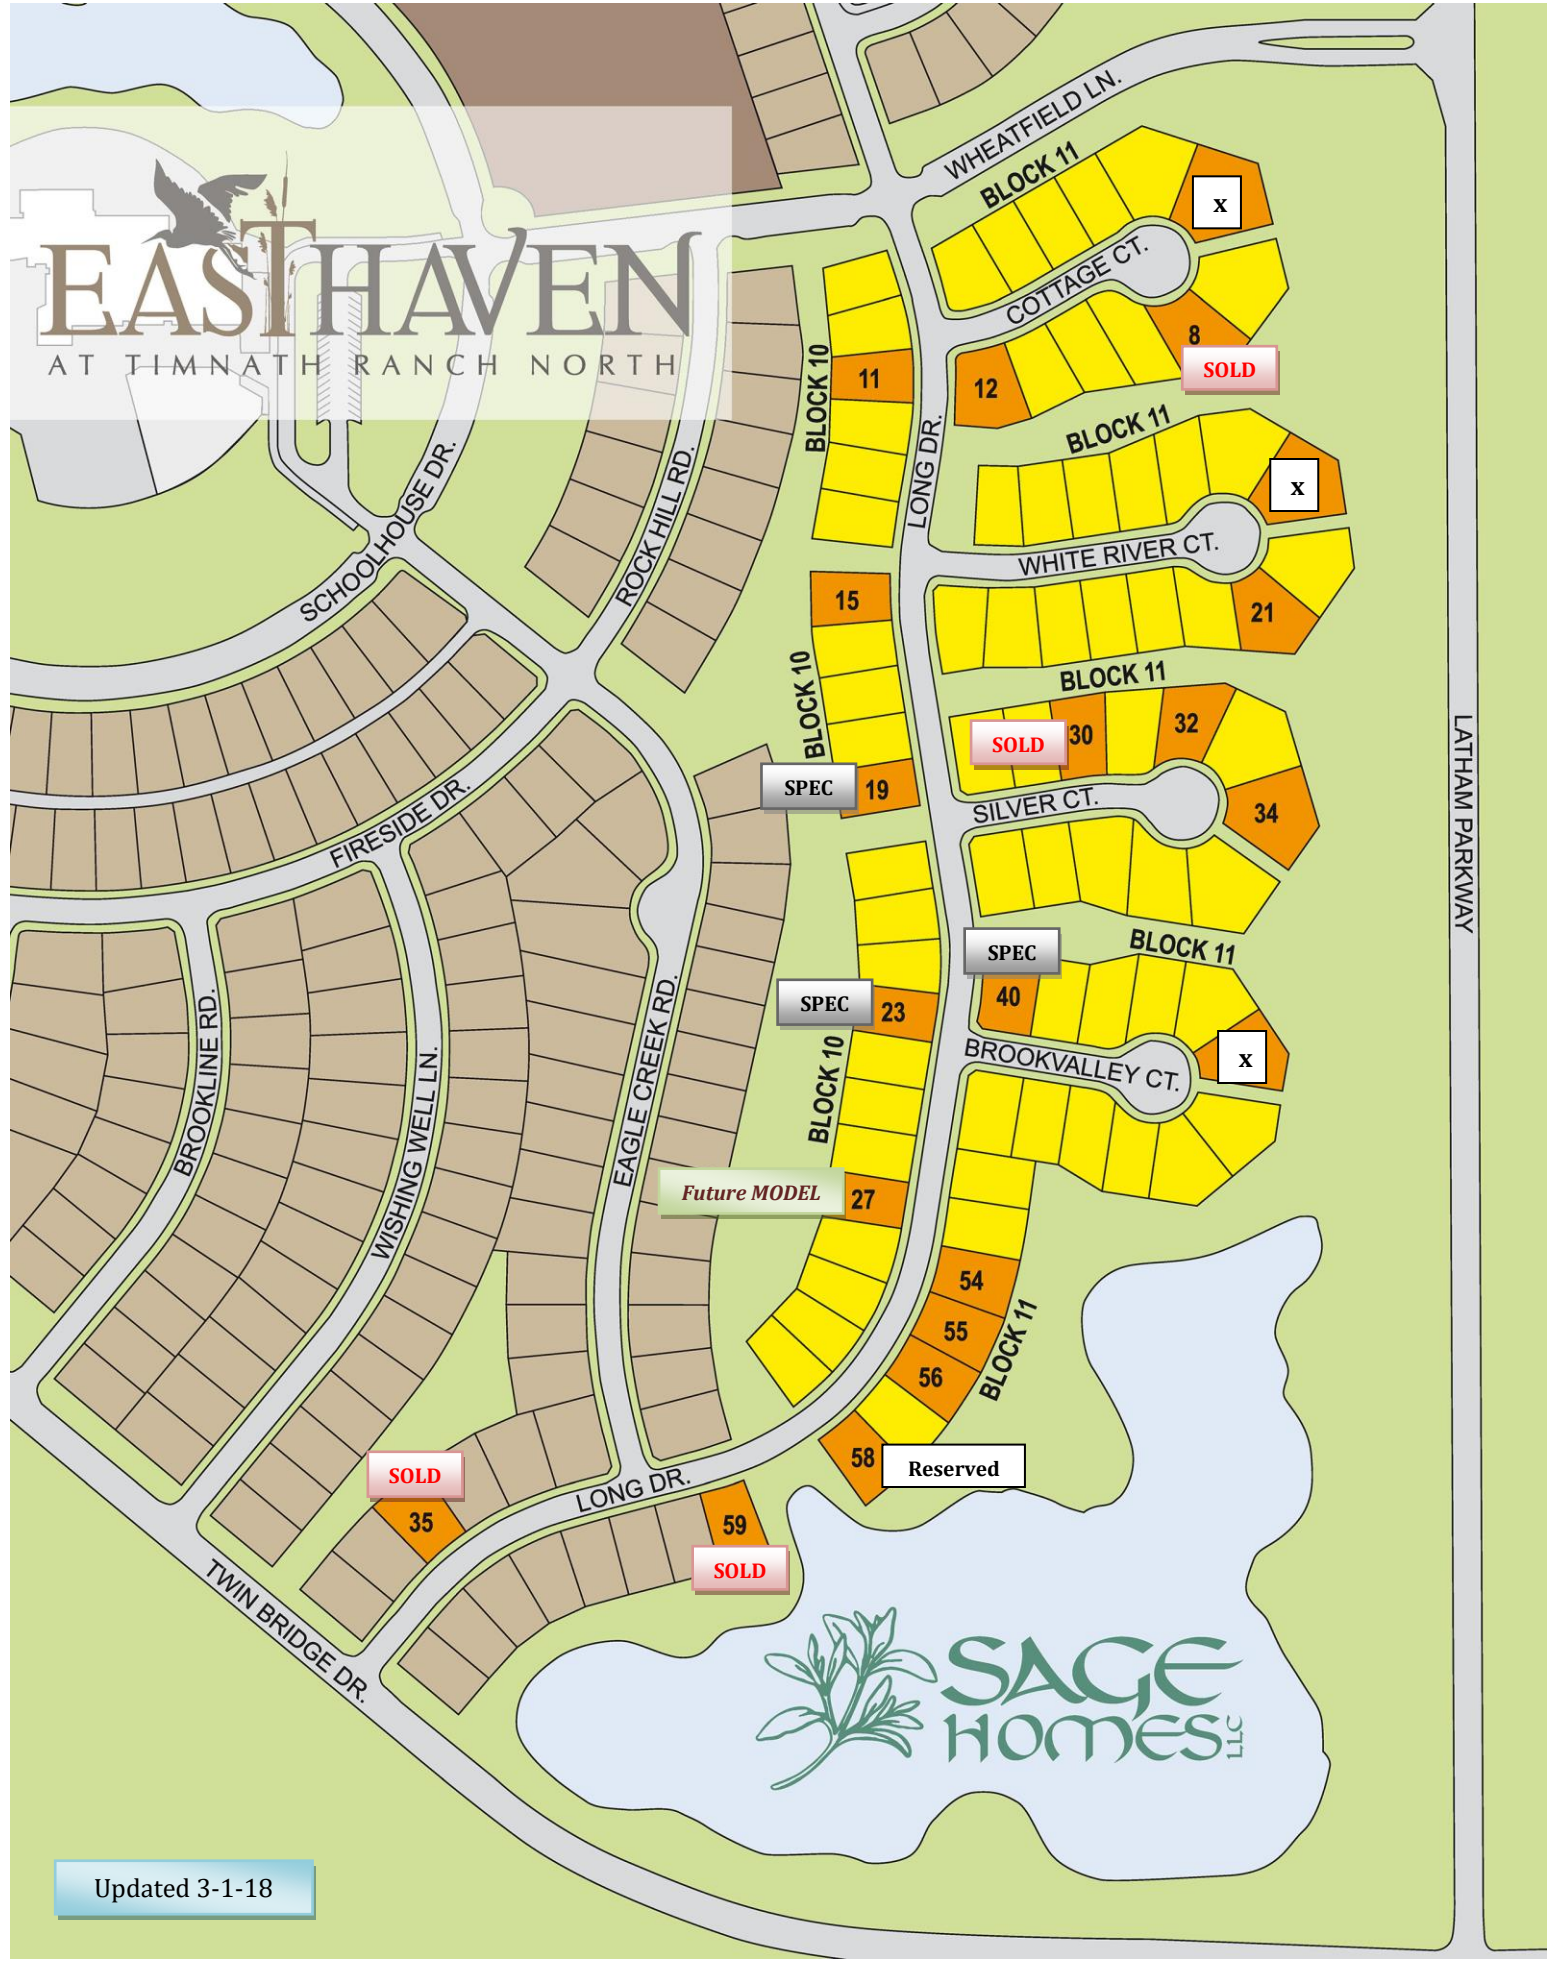 EASTHAVEN
AT TIMNATH RANCH NORTH
WHEATFIELD LN.
BLOCK 11
x
COTTAGE CT.
8
SOLD
12
BLOCK 10
11
LONG DR.
BLOCK 11
x
WHITE RIVER CT.
21
SCHOOLHOUSE DR.
ROCK HILL RD.
15
BLOCK 10
BLOCK 11
SOLD
30
32
SPEC
19
SILVER CT.
34
LATHAM PARKWAY
FIRESIDE DR.
BLOCK 11
SPEC
40
SPEC
23
x
BROOKVALLEY CT.
BLOCK 10
BROOKLINE RD.
WISHING WELL LN.
EAGLE CREEK RD.
Future MODEL
27
54
55
56
BLOCK 11
58
Reserved
SOLD
35
LONG DR.
59
SOLD
TWIN BRIDGE DR.
SAGE
HOMES LLC
Updated 3-1-18